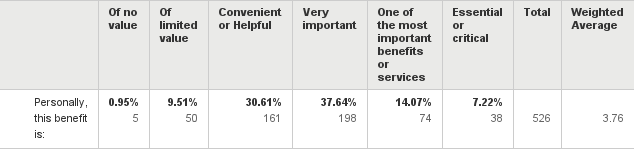 Of no value
Of limited value
Convenient or Helpful
Very important
One of the most important benefits or services
Essential or critical
Total
Weighted Average
Personally, this benefit is:
0.95% 9.51% 30.61% 37.64% 14.07% 7.22%
5 50 161 198 74 38 526 3.76